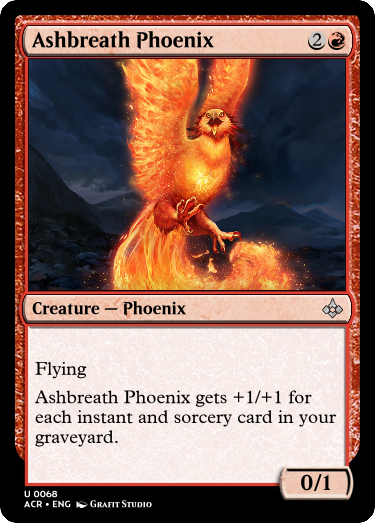 Ashbreath Phoenix 2
Creature — Phoenix
Flying
Ashbreath Phoenix gets +1/+1 for
each instant and sorcery card in your
graveyard.
0/1
U 0068
ACR • ENG Grafit Studio